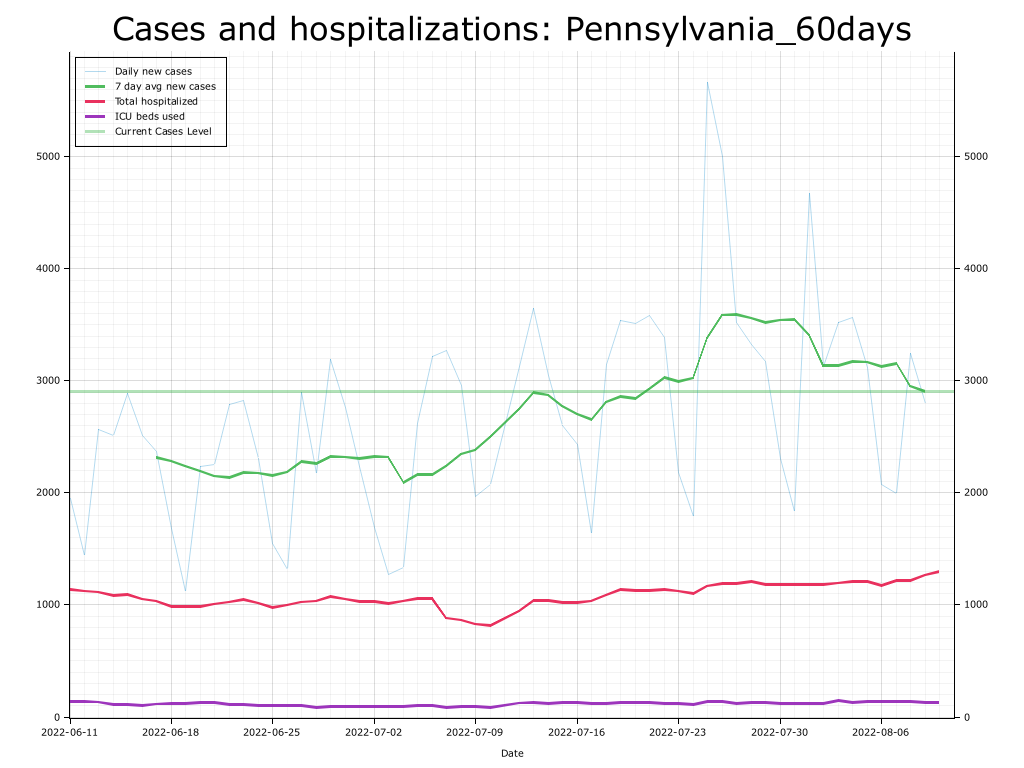 Cases and hospitalizations: Pennsylvania_60days
Daily new cases
7 day avg new cases
Total hospitalized
ICU beds used
Current Cases Level
5000 5000
4000 4000
3000 3000
2000 2000
1000 1000
0 0
2022-06-11 2022-06-18 2022-06-25 2022-07-02 2022-07-09 2022-07-16 2022-07-23 2022-07-30 2022-08-06
Date